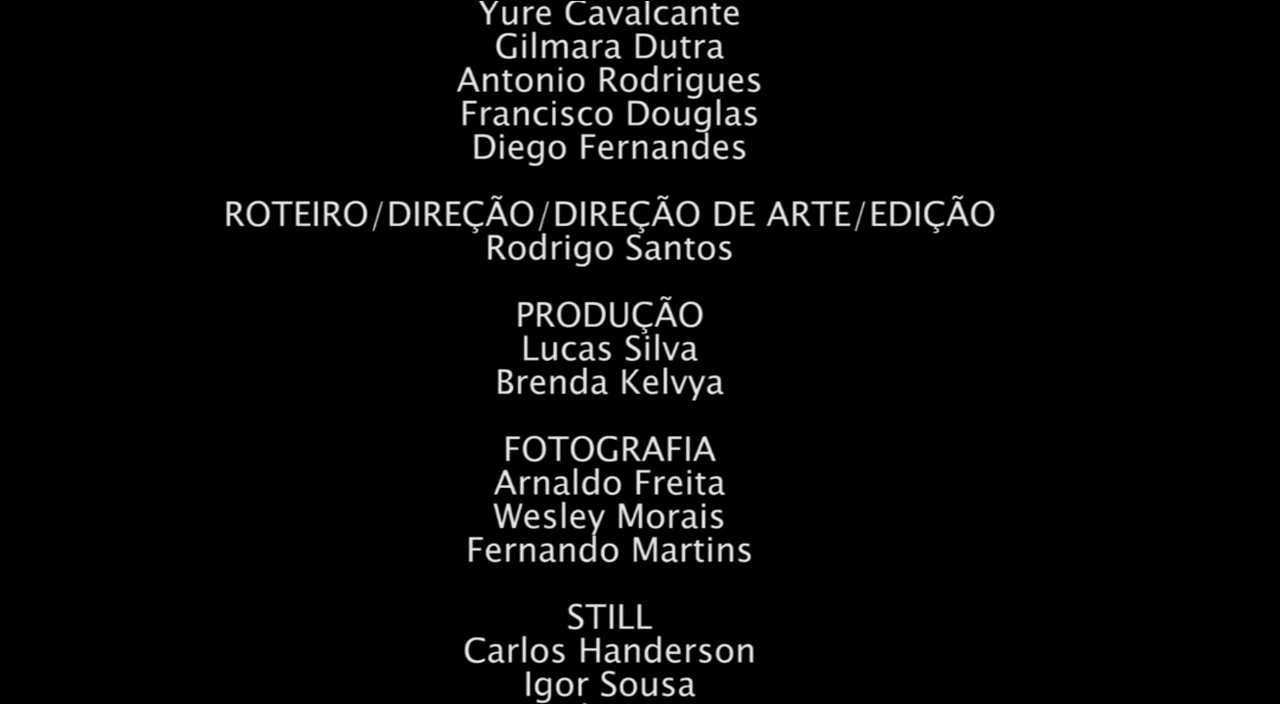 Yure Cavalcante
Gilmara Dutra
Antonio Rodrigues
Francisco Douglas
Diego Fernandes
ROTEIRO/DIREÇÃO/DIREÇÃO DE ARTE/EDIÇÃO
Rodrigo Santos
PRODUÇÃO
Lucas Silva
Brenda Kelvya
FOTOGRAFIA
Arnaldo Freita
Wesley Morais
Fernando Martins
STILL
Carlos Handerson
Igor Sousa